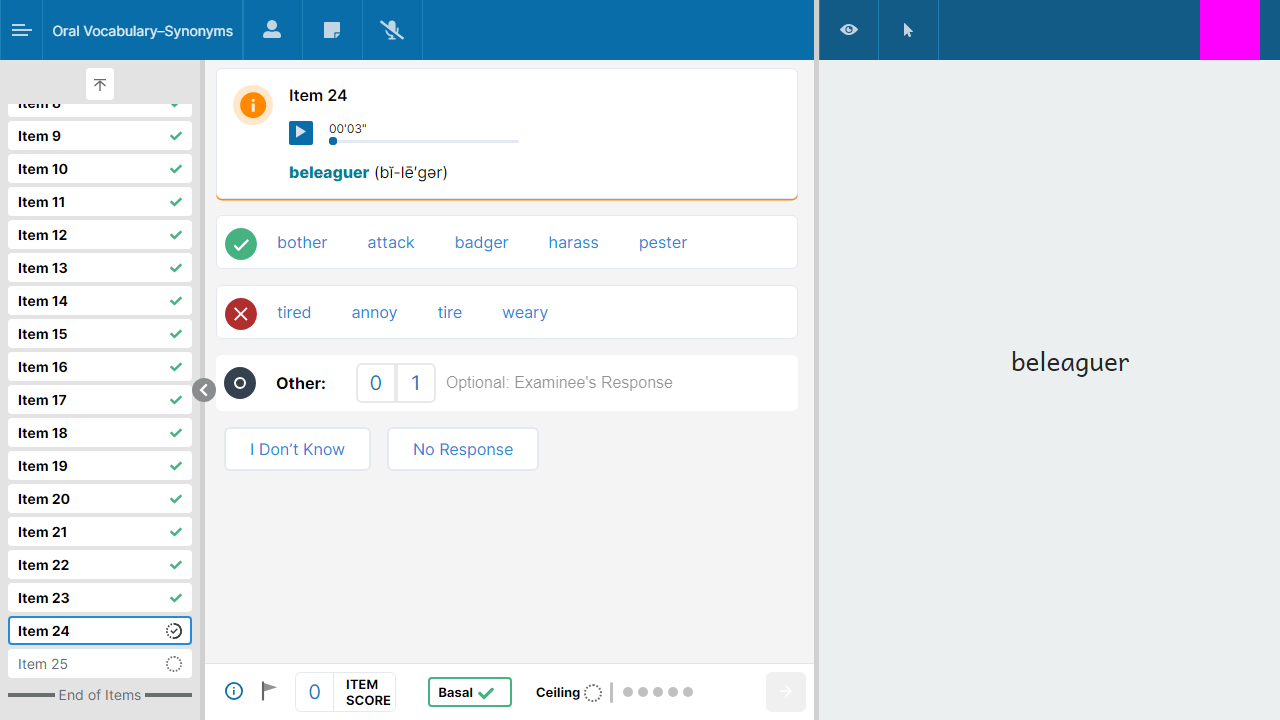 Oral Vocabulary–Synonyms
Item 8
Item 9
Item 10
Item 11
Item 12
Item 13
Item 14
Item 15
Item 16
Item 17
Item 18
Item 19
Item 20
Item 21
Item 22
Item 23
Item 24
Item 25
End of Items
Item 24
00'03"
beleaguer (bĭ-lē′gər)
bother attack badger harass pester
tired annoy tire weary
Other: 0 1 Optional: Examinee's Response
I Don’t Know No Response
0 ITEM SCORE
Basal
Ceiling
beleaguer